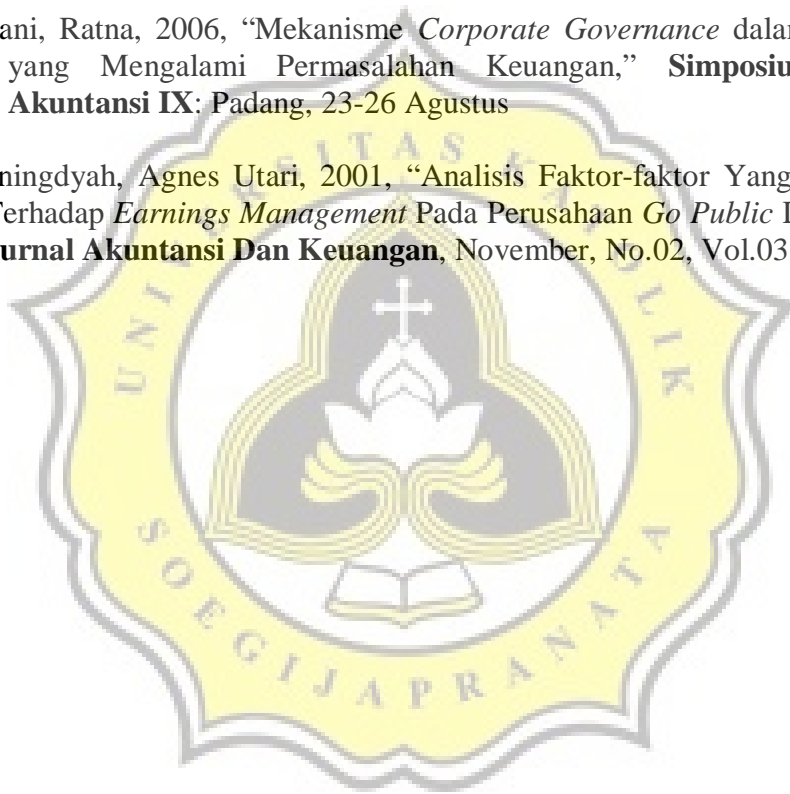 ani, Ratna, 2006, “Mekanisme Corporate Governance dalam
yang Mengalami Permasalahan Keuangan,” Simposiu
Akuntansi IX: Padang, 23-26 Agustus
ningdyah, Agnes Utari, 2001, “Analisis Faktor-faktor Yang
Terhadap Earnings Management Pada Perusahaan Go Public
urnal Akuntansi Dan Keuangan, November, No.02, Vol.03
UNIVERSITAS KATOLIK
SOEGIJAPRANATA